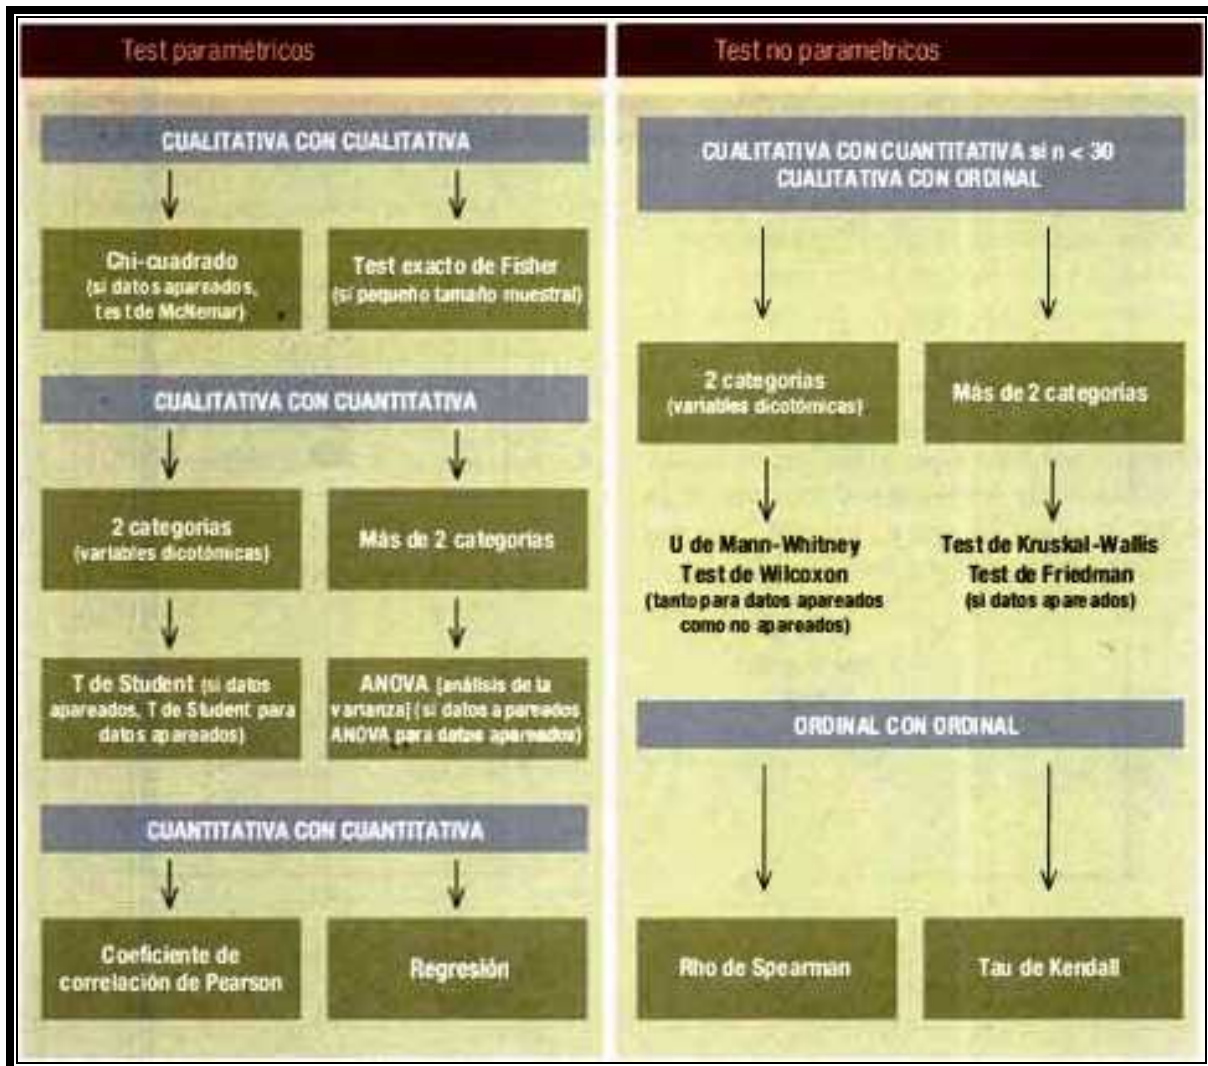 Test paramétricos
CUALITATIVA CON CUALITATIVA
Chi-cuadrado
(si datos apareados,
test de McNemar)
Test exacto de Fisher
(si pequeño tamaño muestral)
CUALITATIVA CON CUANTITATIVA
2 categorías
(variables dicotómicas)
Más de 2 categorías
T de Student (si datos
apareados, T de Student para
datos apareados)
ANOVA [análisis de la
varianza] (si datos apareados
ANOVA para datos apareados)
CUANTITATIVA CON CUANTITATIVA
Coeficiente de
correlación de Pearson
Regresión
Test no paramétricos
CUALITATIVA CON CUANTITATIVA si n < 30
CUALITATIVA CON ORDINAL
2 categorías
(variables dicotómicas)
Más de 2 categorías
U de Mann-Whitney
Test de Wilcoxon
(tanto para datos apareados
como no apareados)
Test de Kruskal-Wallis
Test de Friedman
(si datos apareados)
ORDINAL CON ORDINAL
Rho de Spearman
Tau de Kendall